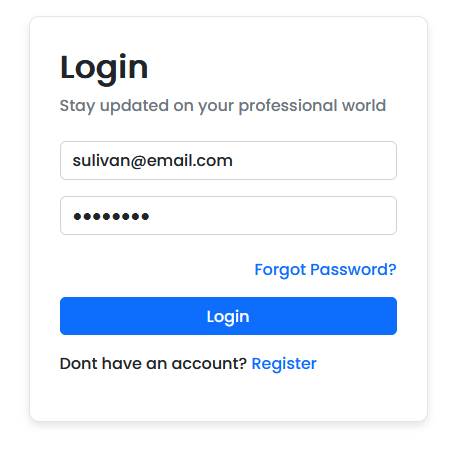 Login
Stay updated on your professional world
sulivan@email.com
••••••••
Forgot Password?
Login
Dont have an account? Register